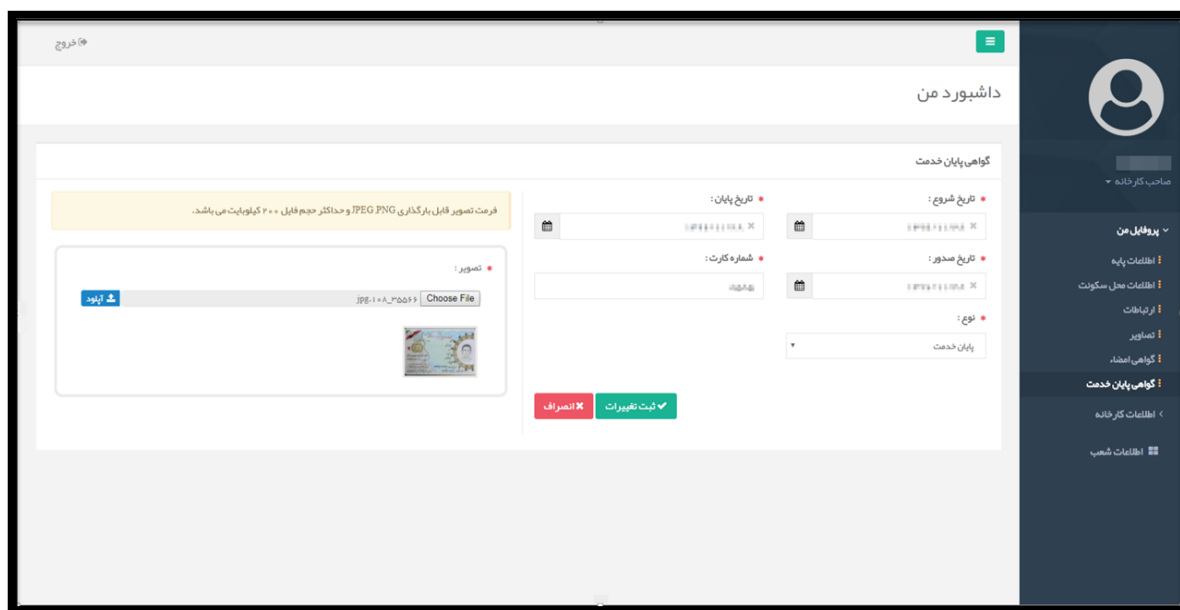 خروج
داشبورد من
صاحب کارخانه
پروفایل من
اطلاعات پایه
اطلاعات محل سکونت
ارتباطات
تصاویر
گواهی امضاء
گواهی پایان خدمت
اطلاعات کارخانه
اطلاعات شعب
گواهی پایان خدمت
* تاریخ شروع :
* تاریخ پایان :
* تاریخ صدور :
* شماره کارت :
* نوع :
پایان خدمت
ثبت تغییرات
انصراف
فرمت تصویر قابل بارگذاری JPEG PNG و حداکثر حجم فایل ۲۰۰ کیلوبایت می باشد.
* تصویر :
Choose File
jpg.۱۰۸_۳۵۵۶۶
آپلود